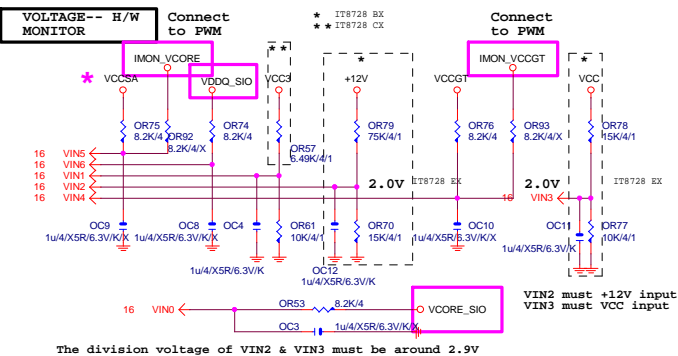 VOLTAGE-- H/W
MONITOR
Connect
to PWM
* IT8728 BX
** IT8728 CX
Connect
to PWM
IMON_VCORE
**
*
IMON_VCCGT
*
*
VCCSA
VDDQ_SIO
VCC3
+12V
VCCGT
VCC
OR75
8.2K/4
OR92
8.2K/4/X
OR74
8.2K/4
OR57
6.49K/4/1
OR79
75K/4/1
OR76
8.2K/4
OR93
8.2K/4/X
OR78
15K/4/1
16 VIN5
16 VIN6
16 VIN1
16 VIN2
16 VIN4
2.0V
IT8728 EX
2.0V
IT8728 EX
16 VIN3
OC9
1u/4/X5R/6.3V/K/X
OC8
1u/4/X5R/6.3V/K/X
OC4
1u/4/X5R/6.3V/K
OR61
10K/4/1
OC12
1u/4/X5R/6.3V/K
OR70
15K/4/1
OC10
1u/4/X5R/6.3V/K/X
OC11
1u/4/X5R/6.3V/K
OR77
10K/4/1
16 VIN0
OR53
8.2K/4
VCORE_SIO
OC3
1u/4/X5R/6.3V/K/X
VIN2 must +12V input
VIN3 must VCC input
The division voltage of VIN2 & VIN3 must be around 2.9V